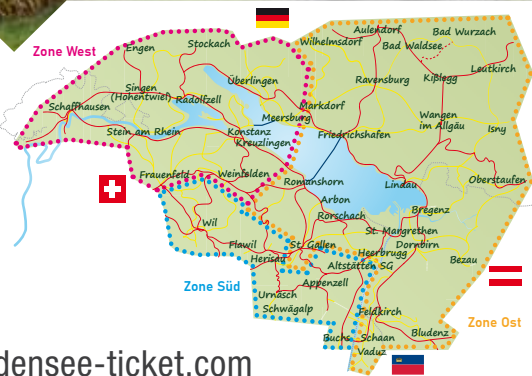 Zone West
Engen
Stockach
Wilhelmsdorf
Aulendorf
Bad Waldsee
Bad Wurzach
Leutkirch
Singen
(Hohentwiel)
Radolfzell
Überlingen
Ravensburg
Kißlegg
Schaffhausen
Meersburg
Markdorf
Wangen
im Allgäu
Isny
Stein am Rhein
Konstanz
Kreuzlingen
Friedrichshafen
Frauenfeld
Weinfelden
Romanshorn
Lindau
Oberstaufen
Arbon
Rorschach
Bregenz
Wil
St. Margrethen
Flawil
St. Gallen
Heerbrugg
Dornbirn
Herisau
Altstätten SG
Bezau
Zone Süd
Appenzell
Urnäsch
Schwägalp
Feldkirch
Zone Ost
Buchs
Schaan
Bludenz
Vaduz
densee-ticket.com